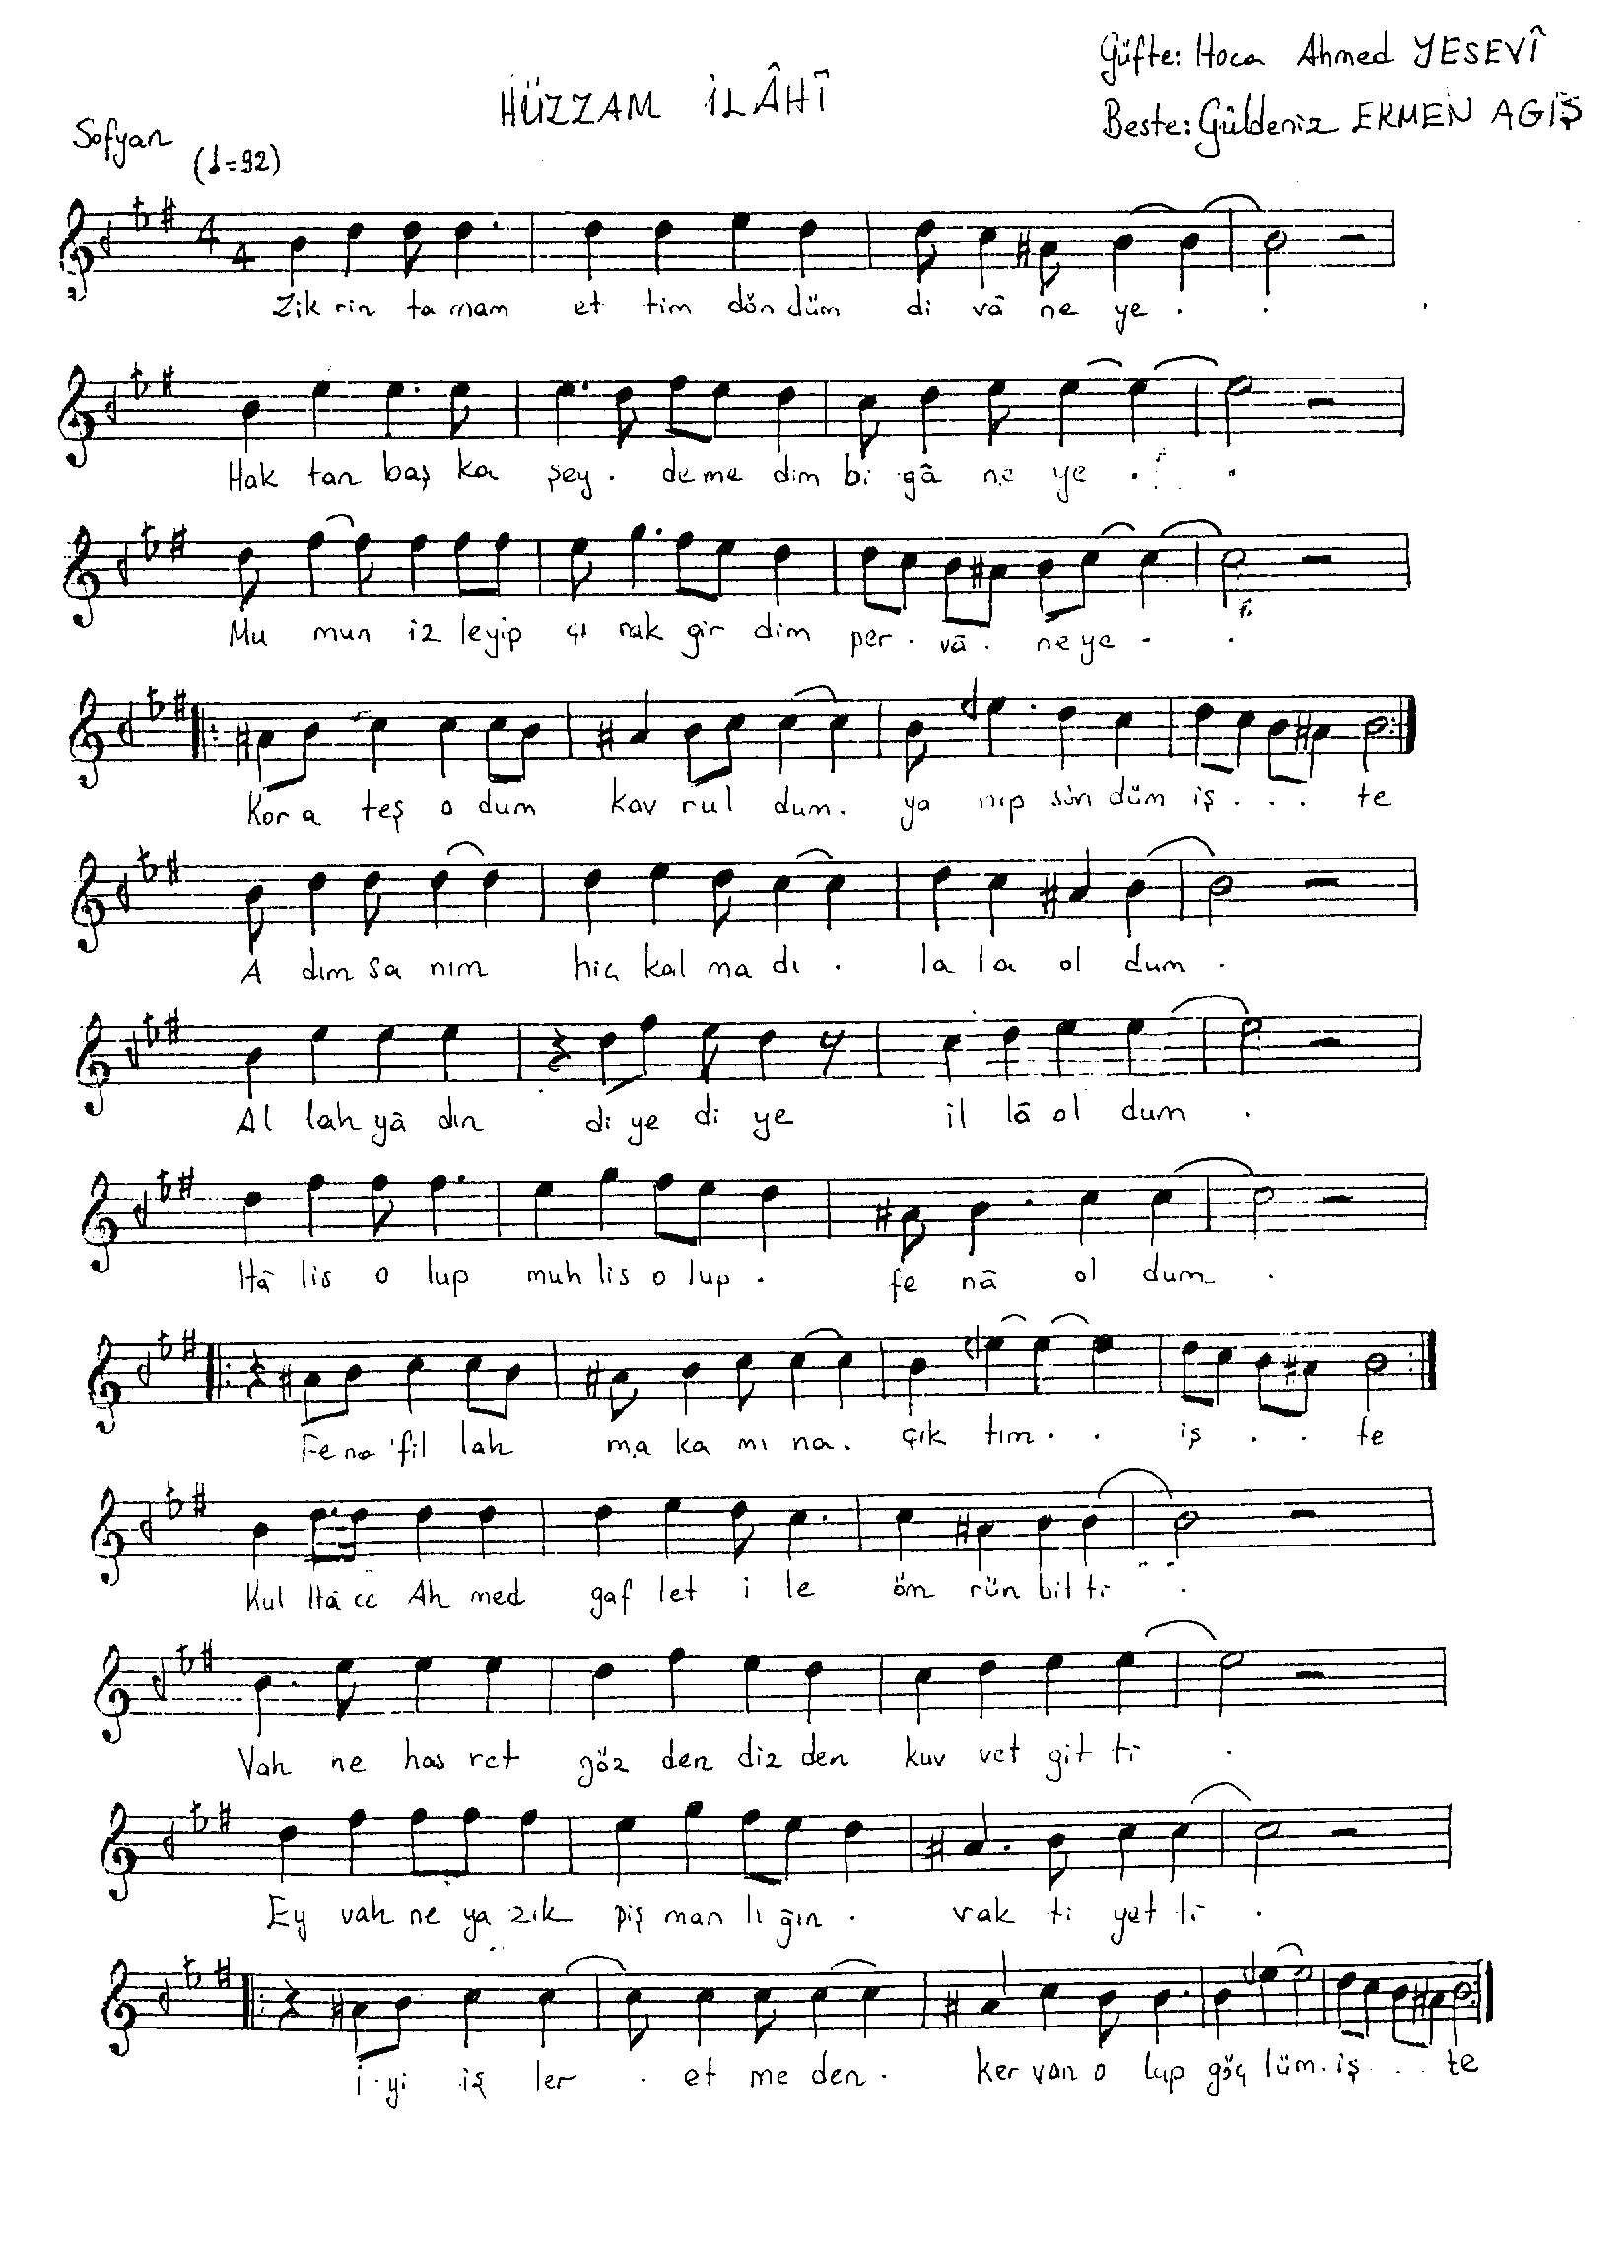 Güfte: Hoca Ahmed YESEVÎ
HÜZZAM İLÂHÎ
Beste: Güldeniz EKMEN AGİŞ
Sofyan
(♩=92)
4/4
Zik rin ta mam et tim dön düm di vâ ne ye . .
Hak tan baş ka şey . de me dim bi gâ ne ye . .
Mu mun iz leyip çı rak gir dim per . vâ . ne ye . .
Kor a teş o dum kav rul dum . ya nıp sön düm iş . . . te
A dım sa nım hiç kal ma dı . la la ol dum .
Al lah yâ dın di ye di ye il lâ ol dum .
Hâ lis o lup muh lis o lup . fe nâ ol dum .
Fe na 'fil lah ma ka mı na . çık tım . . iş . . te
Kul Hâ ce Ah med gaf let i le öm rün bit ti .
Vah ne has ret göz den diz den kuv vet git ti .
Ey vah ne ya zık piş man lı ğın . vak ti yet ti .
i . yi iş ler . et me den . ker van o lup göç tüm . iş . . . te